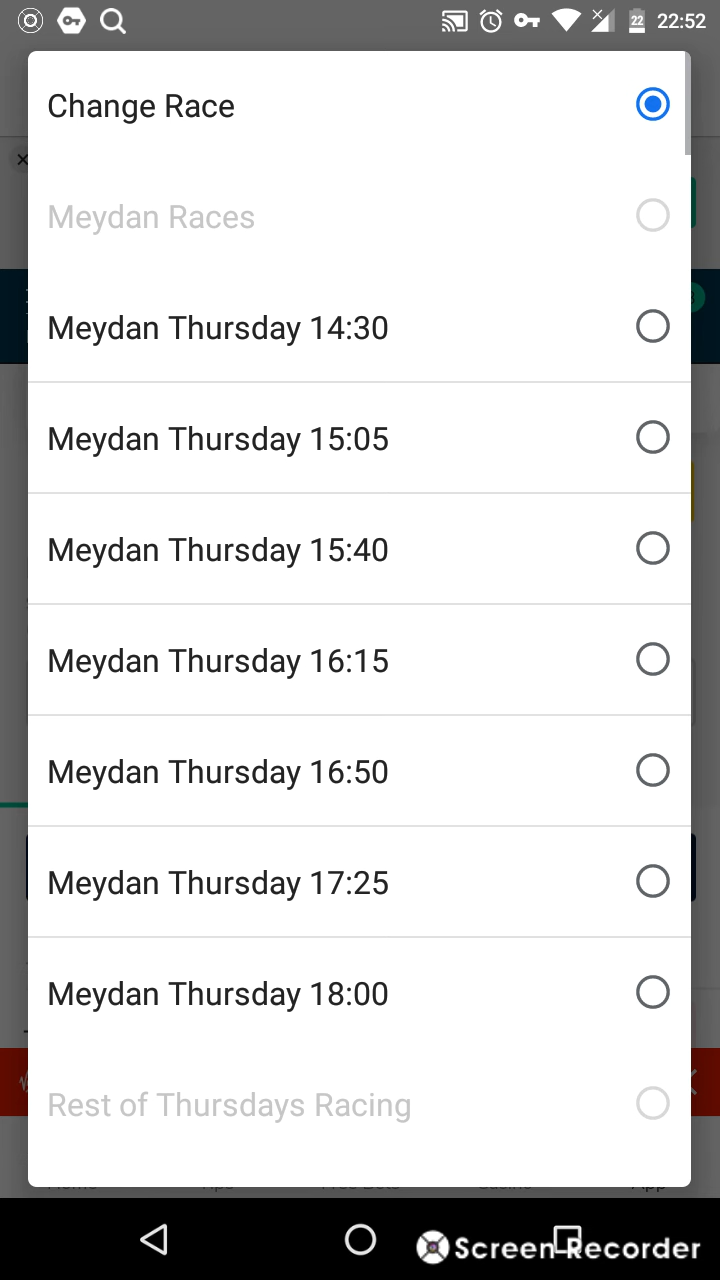 22
22:52
Change Race
Meydan Races
Meydan Thursday 14:30
Meydan Thursday 15:05
Meydan Thursday 15:40
Meydan Thursday 16:15
Meydan Thursday 16:50
Meydan Thursday 17:25
Meydan Thursday 18:00
Rest of Thursdays Racing
Screen Recorder